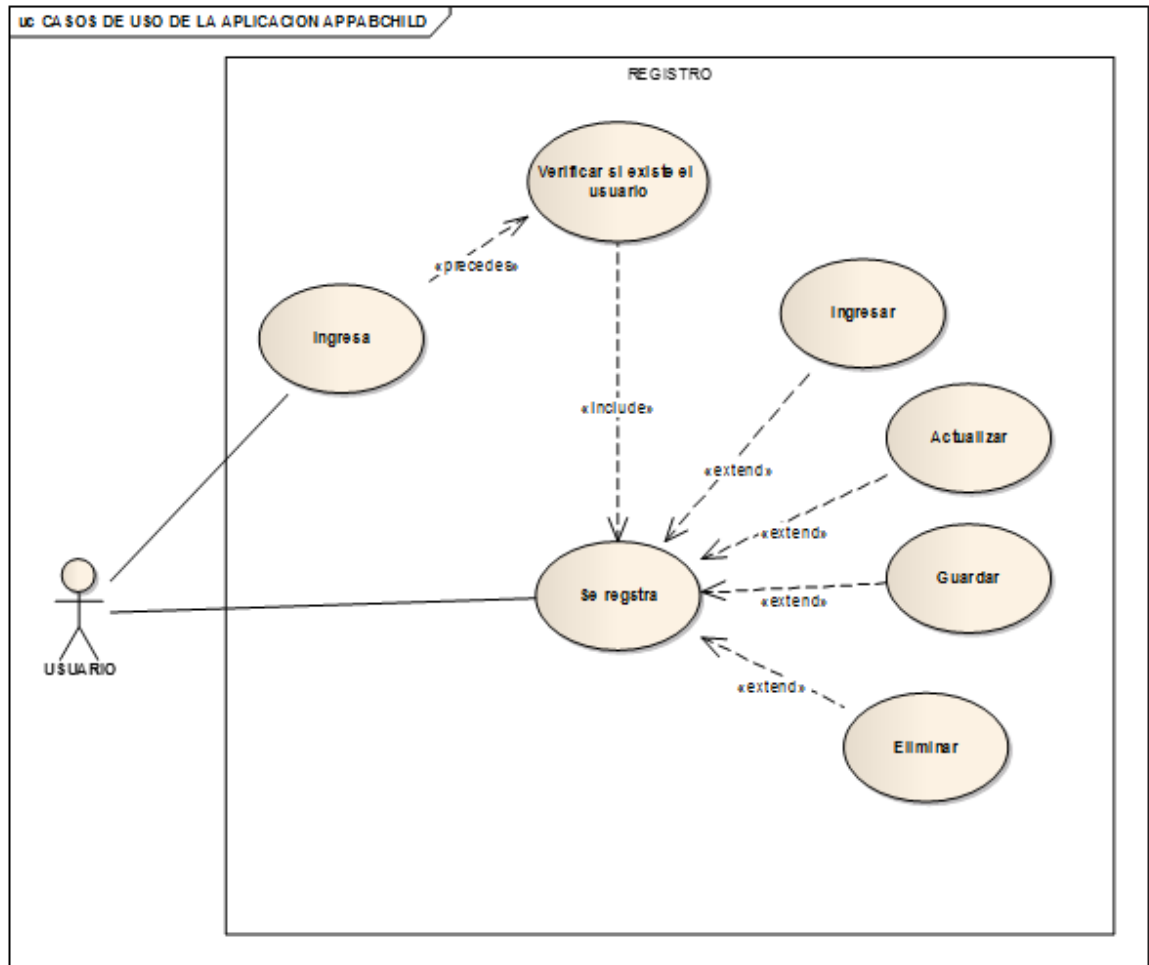 uc CASOS DE USO DE LA APLICACION APPABCHILD
REGISTRO
Verificar si existe el
usuario
«precedes»
Ingresa
Ingresar
«include»
Actualizar
«extend»
«extend»
Guardar
Se regstra
«extend»
USUARIO
«extend»
Eliminar